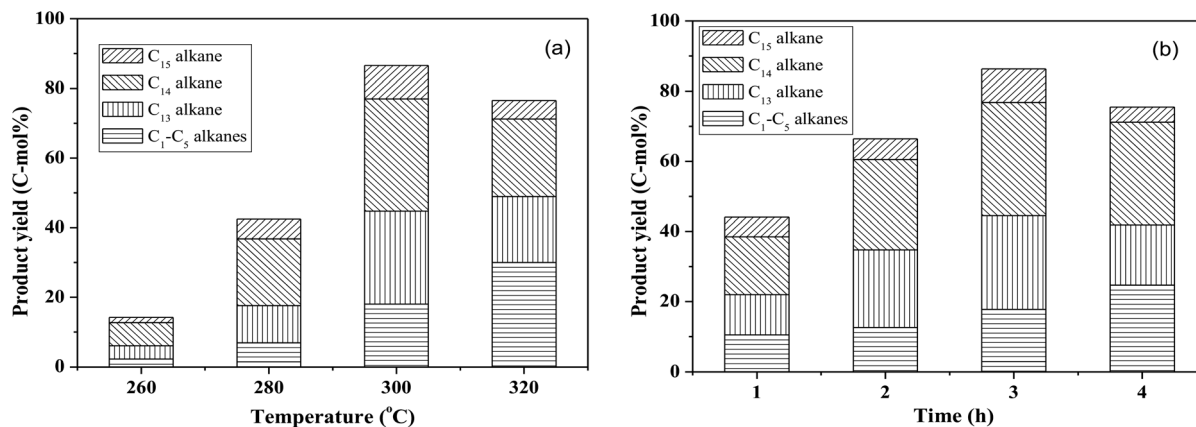 (a)
C15 alkane
C14 alkane
C13 alkane
C1-C5 alkanes
Product yield (C-mol%)
100
80
60
40
20
0
260 280 300 320
Temperature (°C)
(b)
C15 alkane
C14 alkane
C13 alkane
C1-C5 alkanes
Product yield (C-mol%)
100
80
60
40
20
0
1 2 3 4
Time (h)